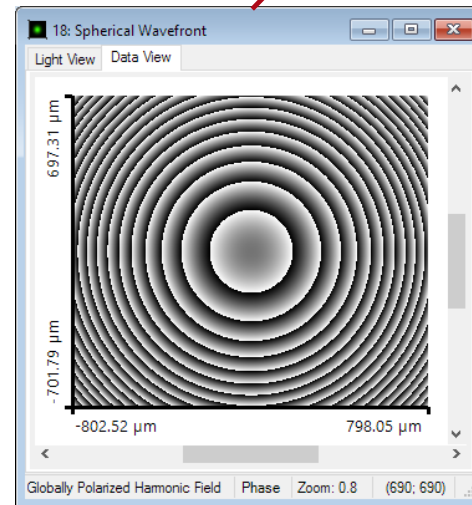 18: Spherical Wavefront
Light View Data View
697.31 µm
-701.79 µm
-802.52 µm 798.05 µm
Globally Polarized Harmonic Field Phase Zoom: 0.8 (690; 690)